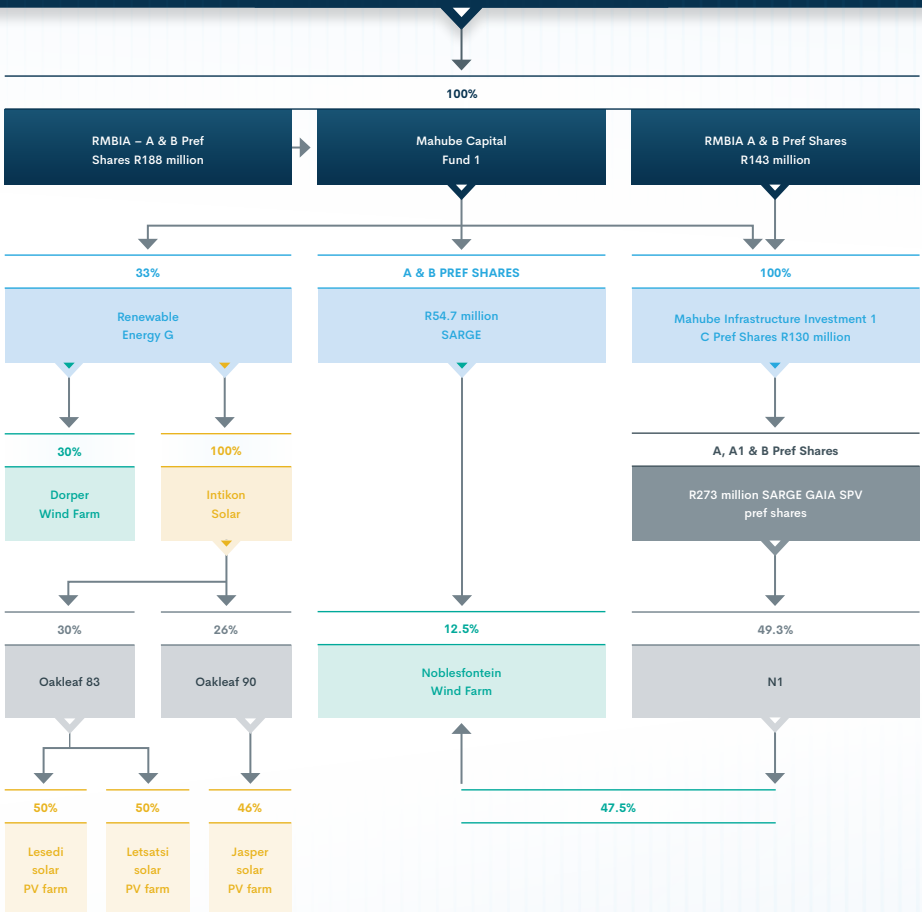 100%
RMBIA – A & B Pref
Shares R188 million
Mahube Capital
Fund 1
RMBIA A & B Pref Shares
R143 million
33%
A & B PREF SHARES
100%
Renewable
Energy G
R54.7 million
SARGE
Mahube Infrastructure Investment 1
C Pref Shares R130 million
30%
100%
A, A1 & B Pref Shares
Dorper
Wind Farm
Intikon
Solar
R273 million SARGE GAIA SPV
pref shares
30%
26%
12.5%
49.3%
Oakleaf 83
Oakleaf 90
Noblesfontein
Wind Farm
N1
50%
50%
46%
47.5%
Lesedi
solar
PV farm
Letsatsi
solar
PV farm
Jasper
solar
PV farm